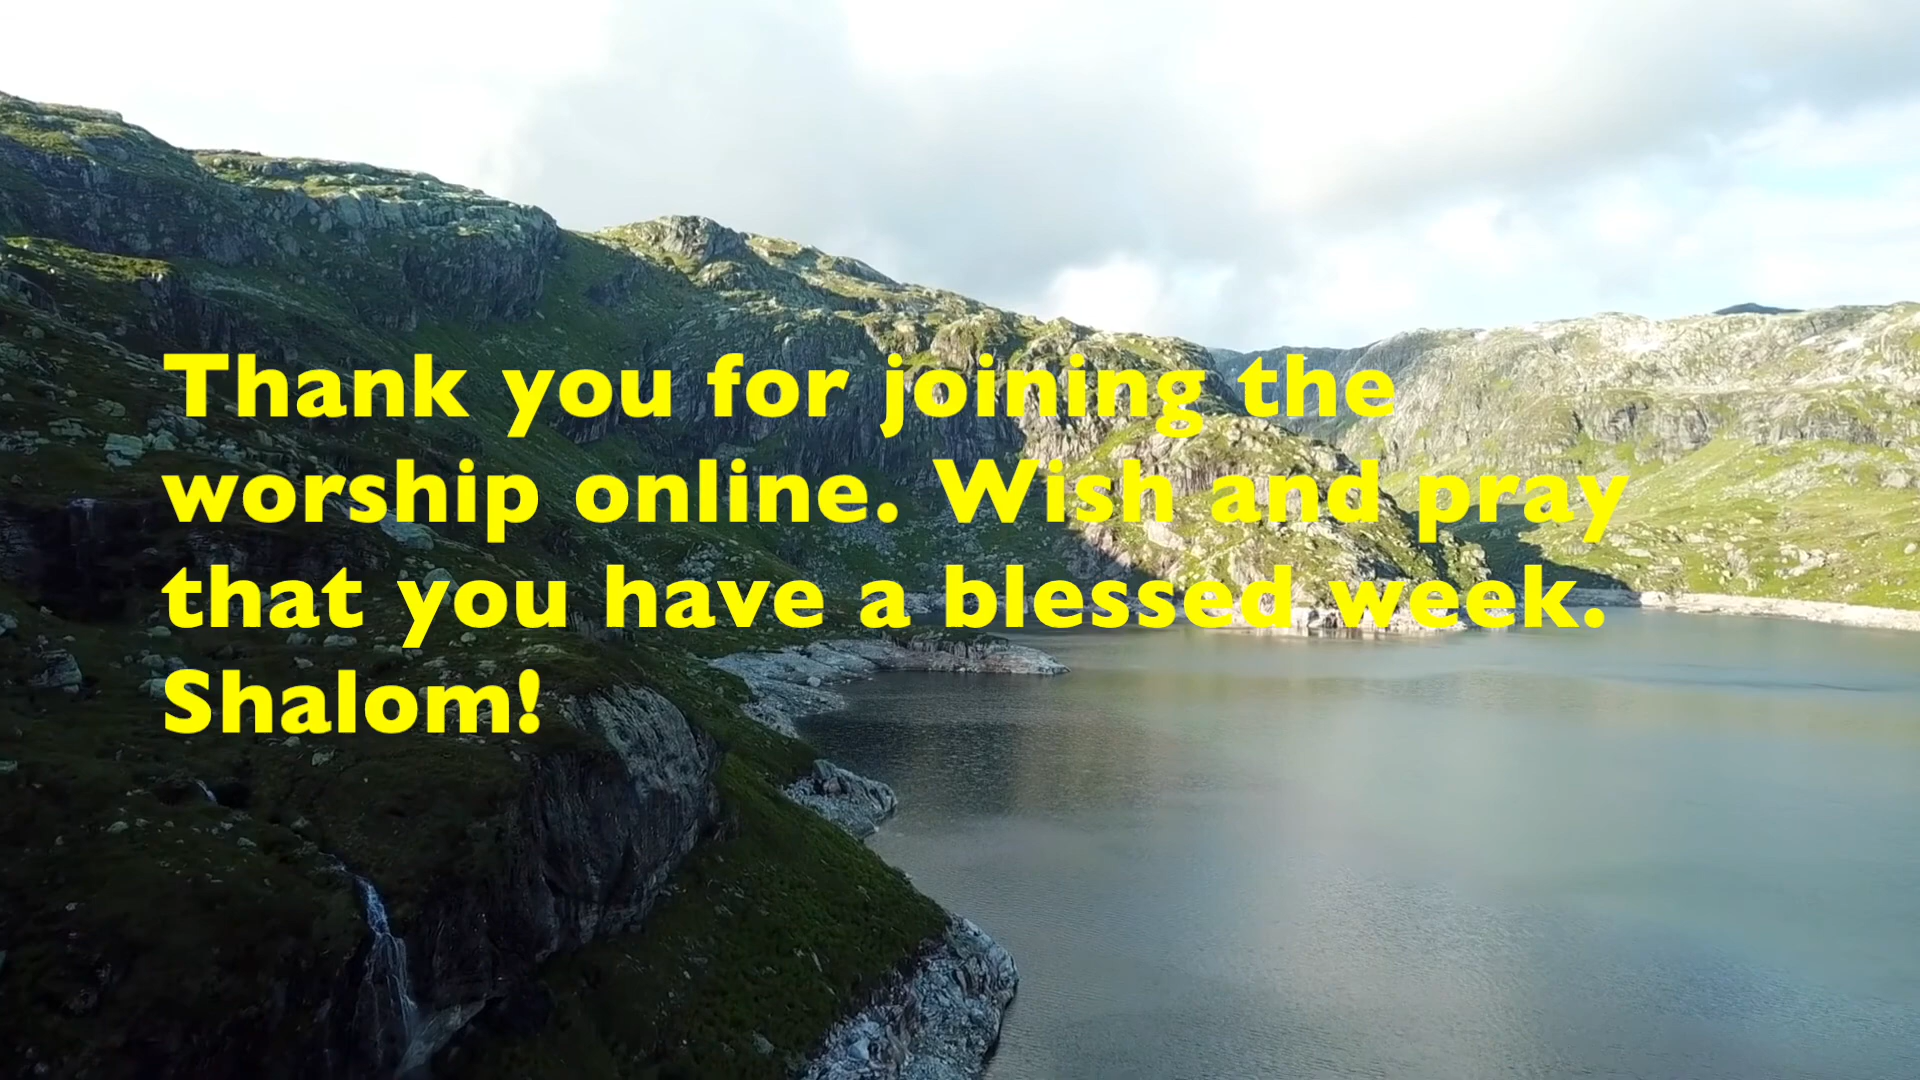 Thank you for joining the
worship online. Wish and pray
that you have a blessed week.
Shalom!